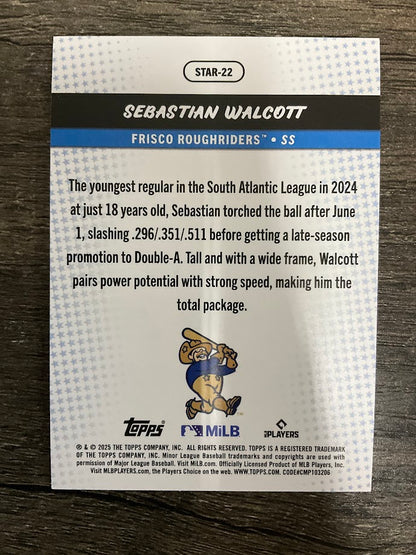 STAR-22
SEBASTIAN WALCOTT
FRISCO ROUGHRIDERS™ • SS
The youngest regular in the South Atlantic League in 2024
at just 18 years old, Sebastian torched the ball after June
1, slashing .296/.351/.511 before getting a late-season
promotion to Double-A. Tall and with a wide frame, Walcott
pairs power potential with strong speed, making him the
total package.
Topps MiLB PLAYERS
® & © 2025 THE TOPPS COMPANY, INC. ALL RIGHTS RESERVED. TOPPS IS A REGISTERED TRADEMARK
OF THE TOPPS COMPANY, INC. Minor League Baseball trademarks and copyrights are used with
permission of Major League Baseball. Visit MiLB.com. Officially Licensed Product of MLB Players, Inc.
Visit MLBPLAYERS.com, the Players Choice on the web. WWW.TOPPS.COM. CODE#CMP103206